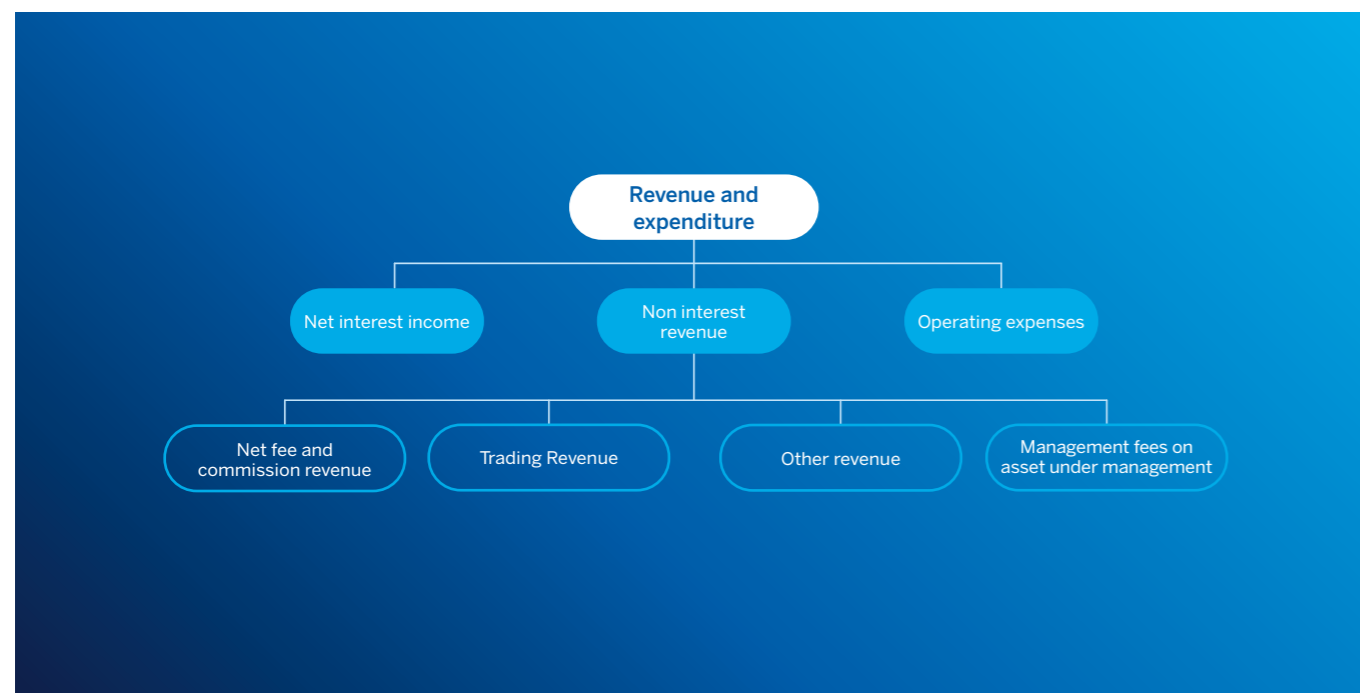 Revenue and
expenditure
Net interest income
Non interest
revenue
Operating expenses
Net fee and
commission revenue
Trading Revenue
Other revenue
Management fees on
asset under management